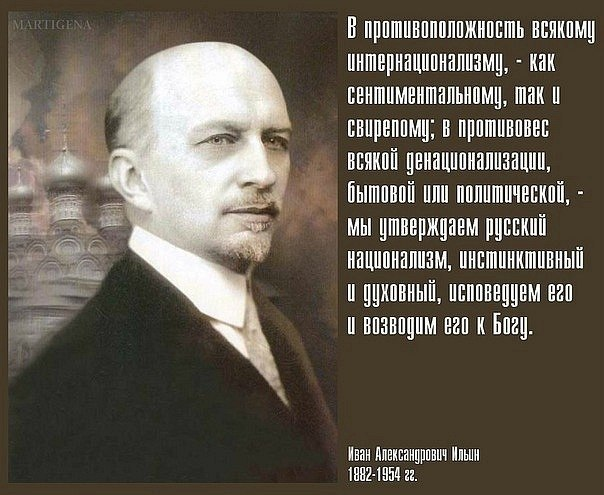 MARTIGENA
В противоположность всякому
интернационализму, - как
сентиментальному, так и
свирепому; в противовес
всякой денационализации,
бытовой или политической, -
мы утверждаем русский
национализм, инстинктивный
и духовный, исповедуем его
и возводим его к Богу.
Иван Александрович Ильин
1882-1954 гг.